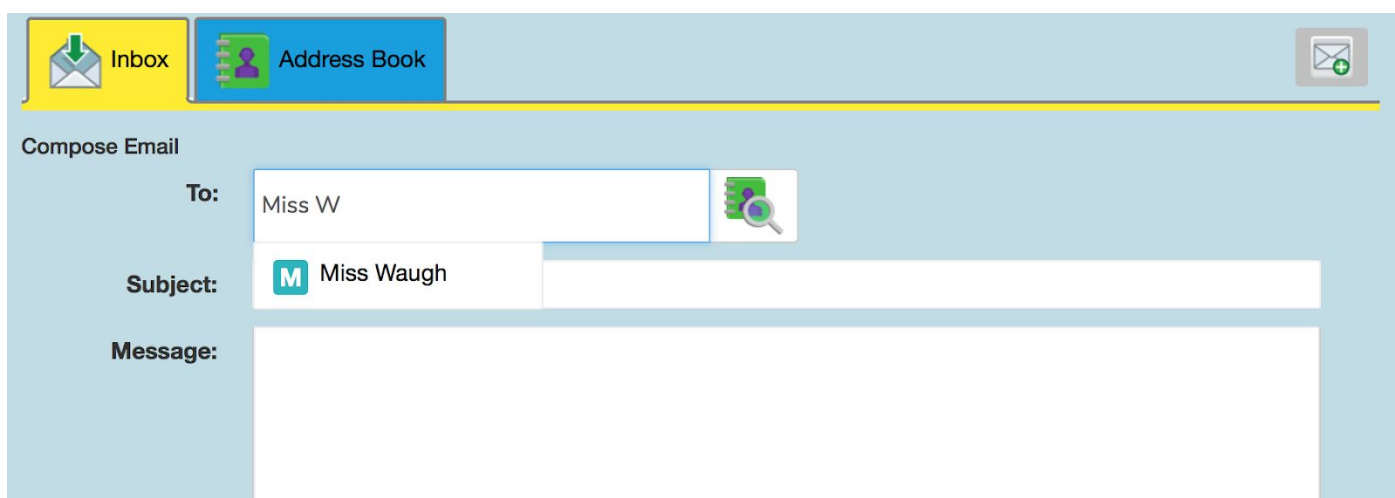 Inbox
Address Book
Compose Email
To:
Miss W
M Miss Waugh
Subject:
Message: